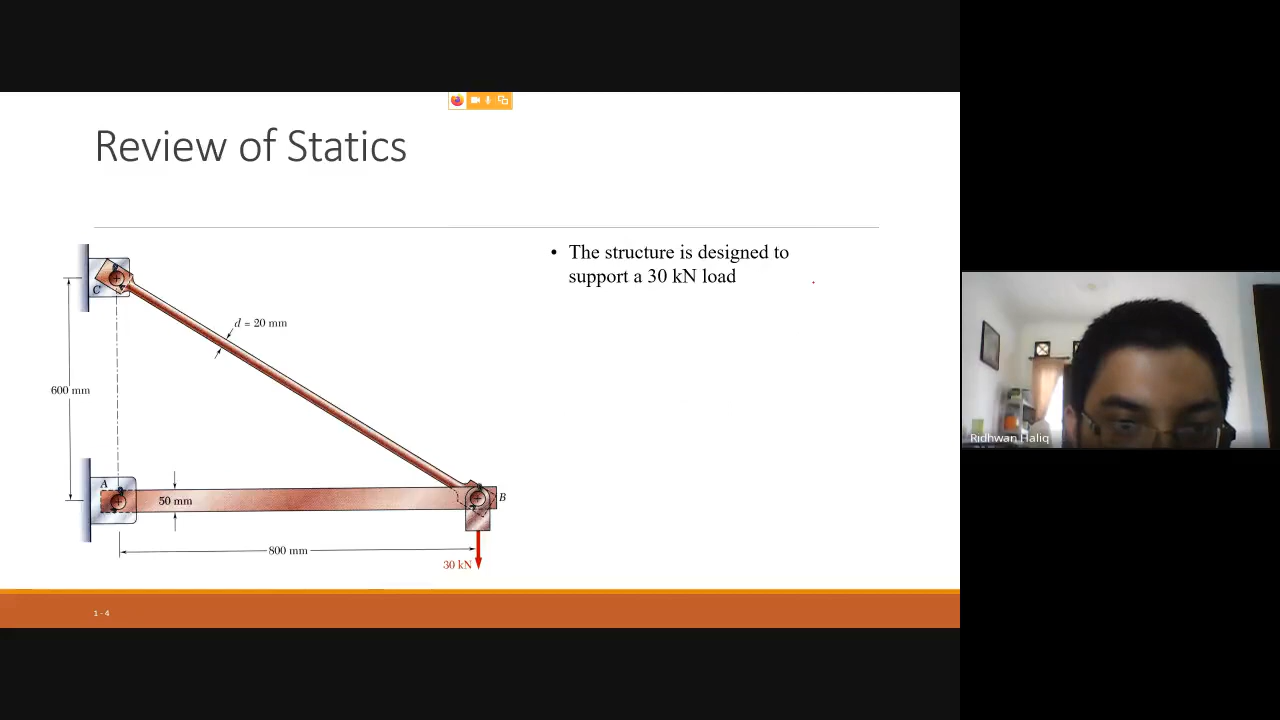 Review of Statics
• The structure is designed to
support a 30 kN load
C
d = 20 mm
600 mm
A
50 mm
B
800 mm
30 kN
1 - 4
Ridhwan Haliq